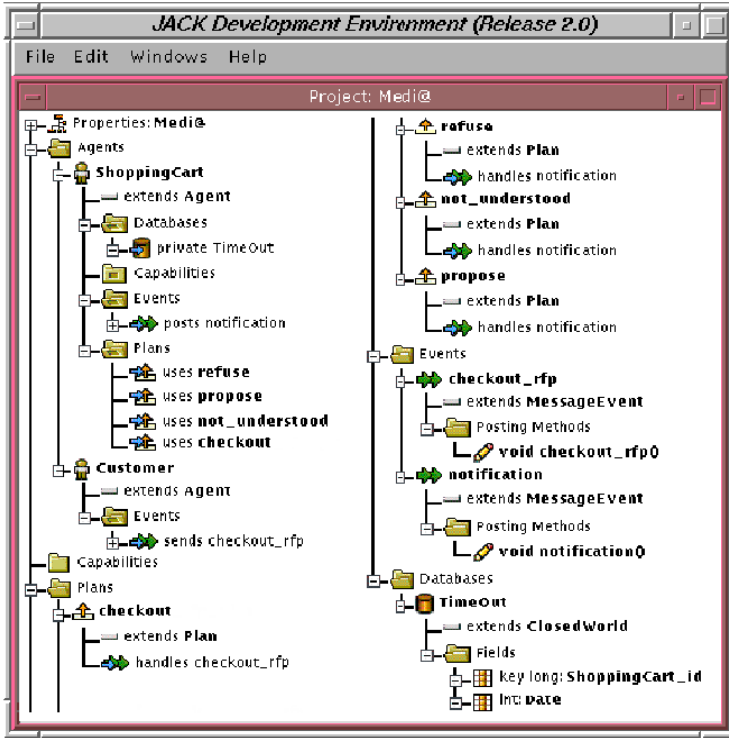 JACK Development Environment (Release 2.0)
File Edit Windows Help
Project: Medi@
Properties: Medi@
Agents
ShoppingCart
extends Agent
Databases
private TimeOut
Capabilities
Events
posts notification
Plans
uses refuse
uses propose
uses not_understood
uses checkout
Customer
extends Agent
Events
sends checkout_rfp
Capabilities
Plans
checkout
extends Plan
handles checkout_rfp
refuse
extends Plan
handles notification
not_understood
extends Plan
handles notification
propose
extends Plan
handles notification
Events
checkout_rfp
extends MessageEvent
Posting Methods
void checkout_rfp()
notification
extends MessageEvent
Posting Methods
void notification()
Databases
TimeOut
extends ClosedWorld
Fields
key long: ShoppingCart_id
int: Date